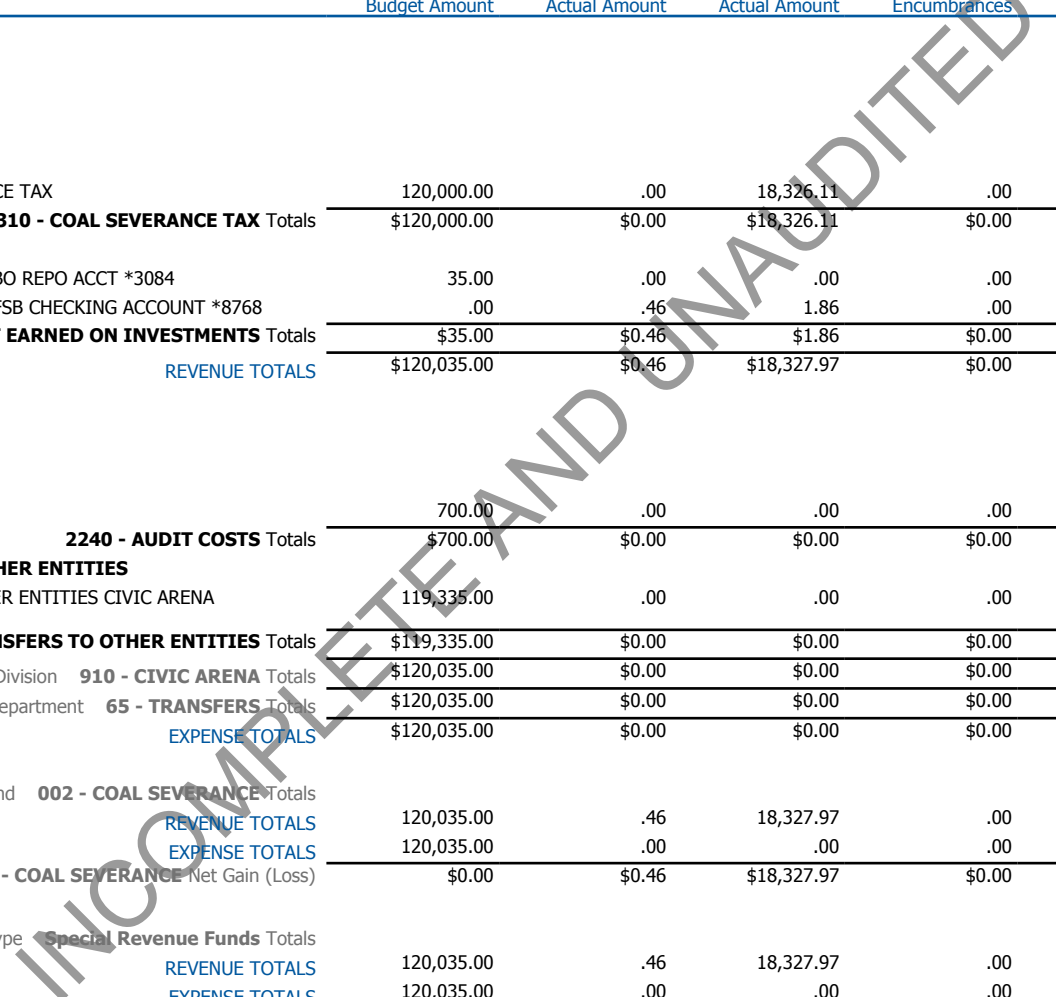 Budget Amount Actual Amount Actual Amount Encumbrances
CE TAX 120,000.00 .00 18,326.11 .00
310 - COAL SEVERANCE TAX Totals $120,000.00 $0.00 $18,326.11 $0.00
BO REPO ACCT *3084 35.00 .00 .00 .00
FSB CHECKING ACCOUNT *8768 .00 .46 1.86 .00
EARNED ON INVESTMENTS Totals $35.00 $0.46 $1.86 $0.00
REVENUE TOTALS $120,035.00 $0.46 $18,327.97 $0.00
700.00 .00 .00 .00
2240 - AUDIT COSTS Totals $700.00 $0.00 $0.00 $0.00
HER ENTITIES
ER ENTITIES CIVIC ARENA 119,335.00 .00 .00 .00
NSFERS TO OTHER ENTITIES Totals $119,335.00 $0.00 $0.00 $0.00
Division 910 - CIVIC ARENA Totals $120,035.00 $0.00 $0.00 $0.00
epartment 65 - TRANSFERS Totals $120,035.00 $0.00 $0.00 $0.00
EXPENSE TOTALS $120,035.00 $0.00 $0.00 $0.00
nd 002 - COAL SEVERANCE Totals
REVENUE TOTALS 120,035.00 .46 18,327.97 .00
EXPENSE TOTALS 120,035.00 .00 .00 .00
- COAL SEVERANCE Net Gain (Loss) $0.00 $0.46 $18,327.97 $0.00
ype Special Revenue Funds Totals
REVENUE TOTALS 120,035.00 .46 18,327.97 .00
EXPENSE TOTALS 120,035.00 .00 .00 .00
INCOMPLETE AND UNAUDITED